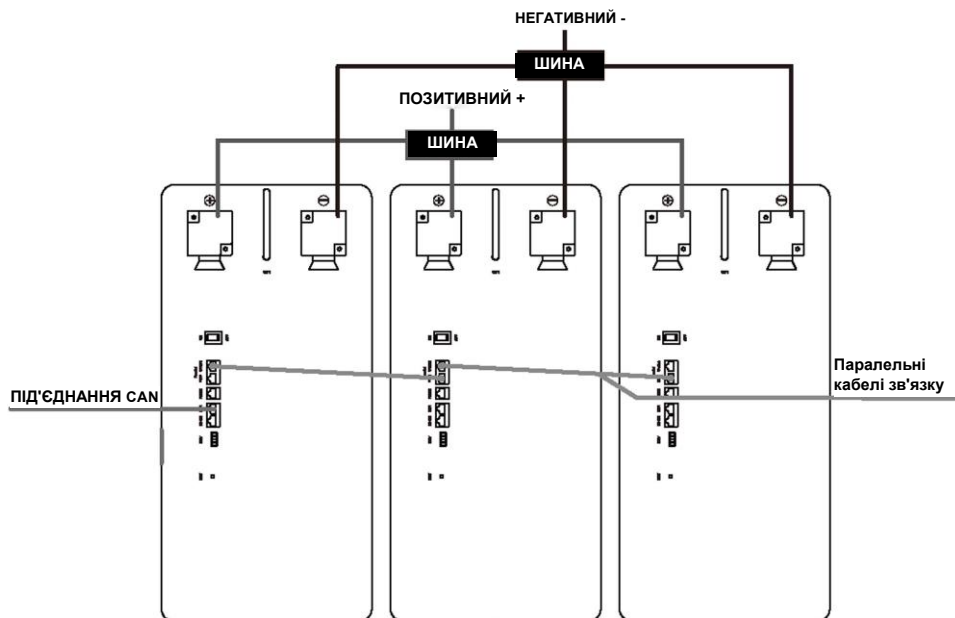 НЕГАТИВНИЙ -
ШИНА
ПОЗИТИВНИЙ +
ШИНА
ПІД'ЄДНАННЯ CAN
Паралельні
кабелі зв'язку